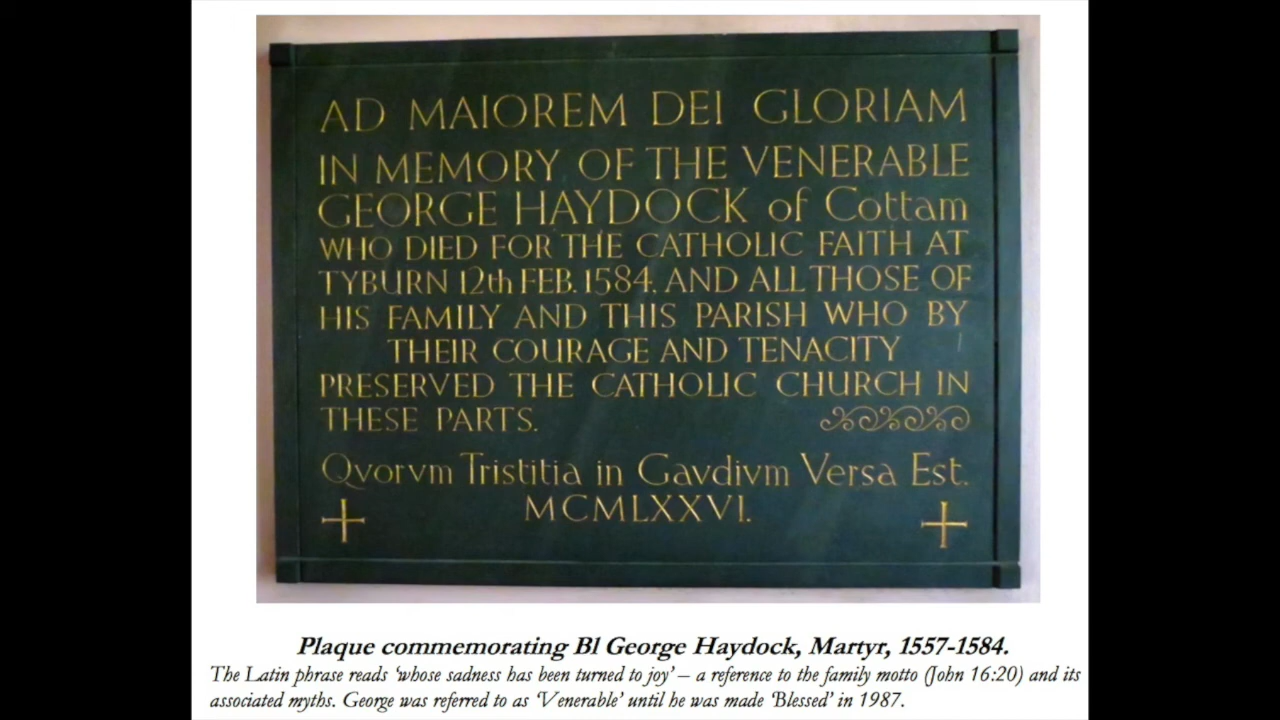 AD MAIOREM DEI GLORIAM
IN MEMORY OF THE VENERABLE
GEORGE HAYDOCK of Cottam
WHO DIED FOR THE CATHOLIC FAITH AT
TYBURN 12th FEB. 1584. AND ALL THOSE OF
HIS FAMILY AND THIS PARISH WHO BY
THEIR COURAGE AND TENACITY
PRESERVED THE CATHOLIC CHURCH IN
THESE PARTS.
Qvorvm Tristitia in Gavdivm Versa Est.
MCMLXXVI.
Plaque commemorating Bl George Haydock, Martyr, 1557-1584.
The Latin phrase reads ‘whose sadness has been turned to joy’ – a reference to the family motto (John 16:20) and its
associated myths. George was referred to as ‘Venerable’ until he was made ‘Blessed’ in 1987.